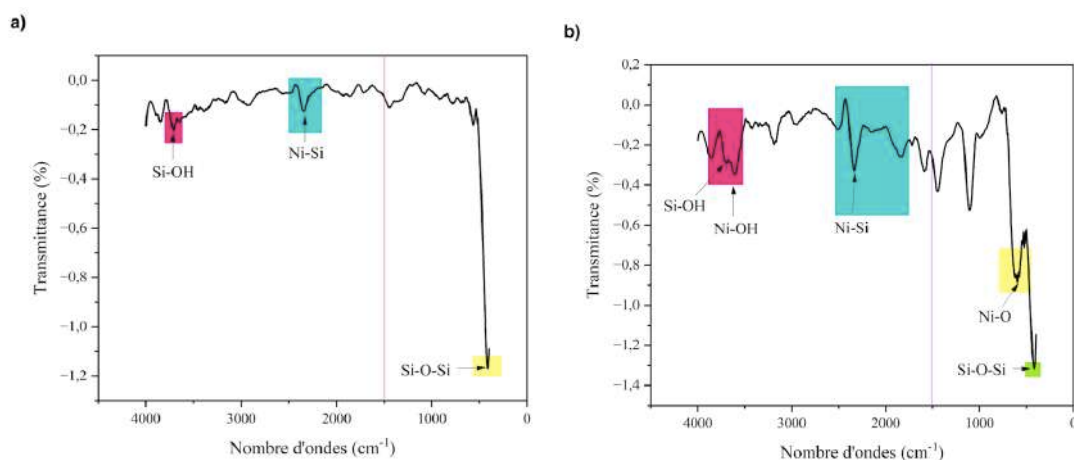 a)
0,0
−0,2
−0,4
−0,6
−0,8
−1,0
−1,2
Transmittance (%)
Si-OH
Ni-Si
Si-O-Si
4000 3000 2000 1000 0
Nombre d'ondes (cm⁻¹)
b)
0,2
0,0
−0,2
−0,4
−0,6
−0,8
−1,0
−1,2
−1,4
Transmitance (%)
Si-OH
Ni-OH
Ni-Si
Ni-O
Si-O-Si
4000 3000 2000 1000 0
Nombre d'ondes (cm⁻¹)